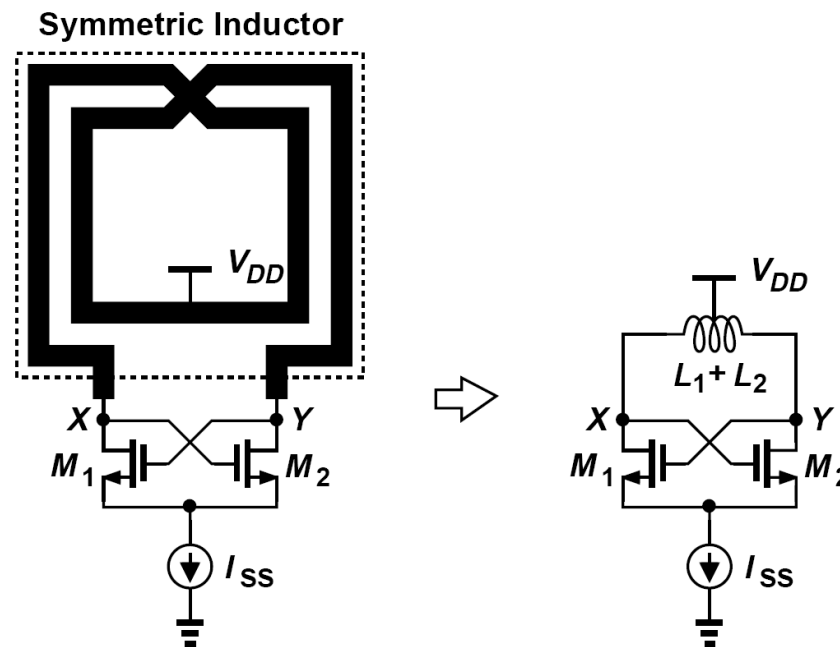 Symmetric Inductor
V_DD
X
Y
M_1
M_2
I_SS
V_DD
L_1 + L_2
X
Y
M_1
M_2
I_SS